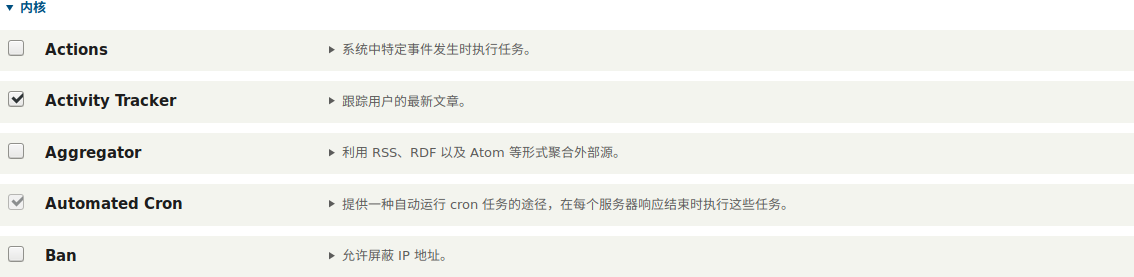 内核
Actions
系统中特定事件发生时执行任务。
Activity Tracker
跟踪用户的最新文章。
Aggregator
利用 RSS、RDF 以及 Atom 等形式聚合外部源。
Automated Cron
提供一种自动运行 cron 任务的途径，在每个服务器响应结束时执行这些任务。
Ban
允许屏蔽 IP 地址。